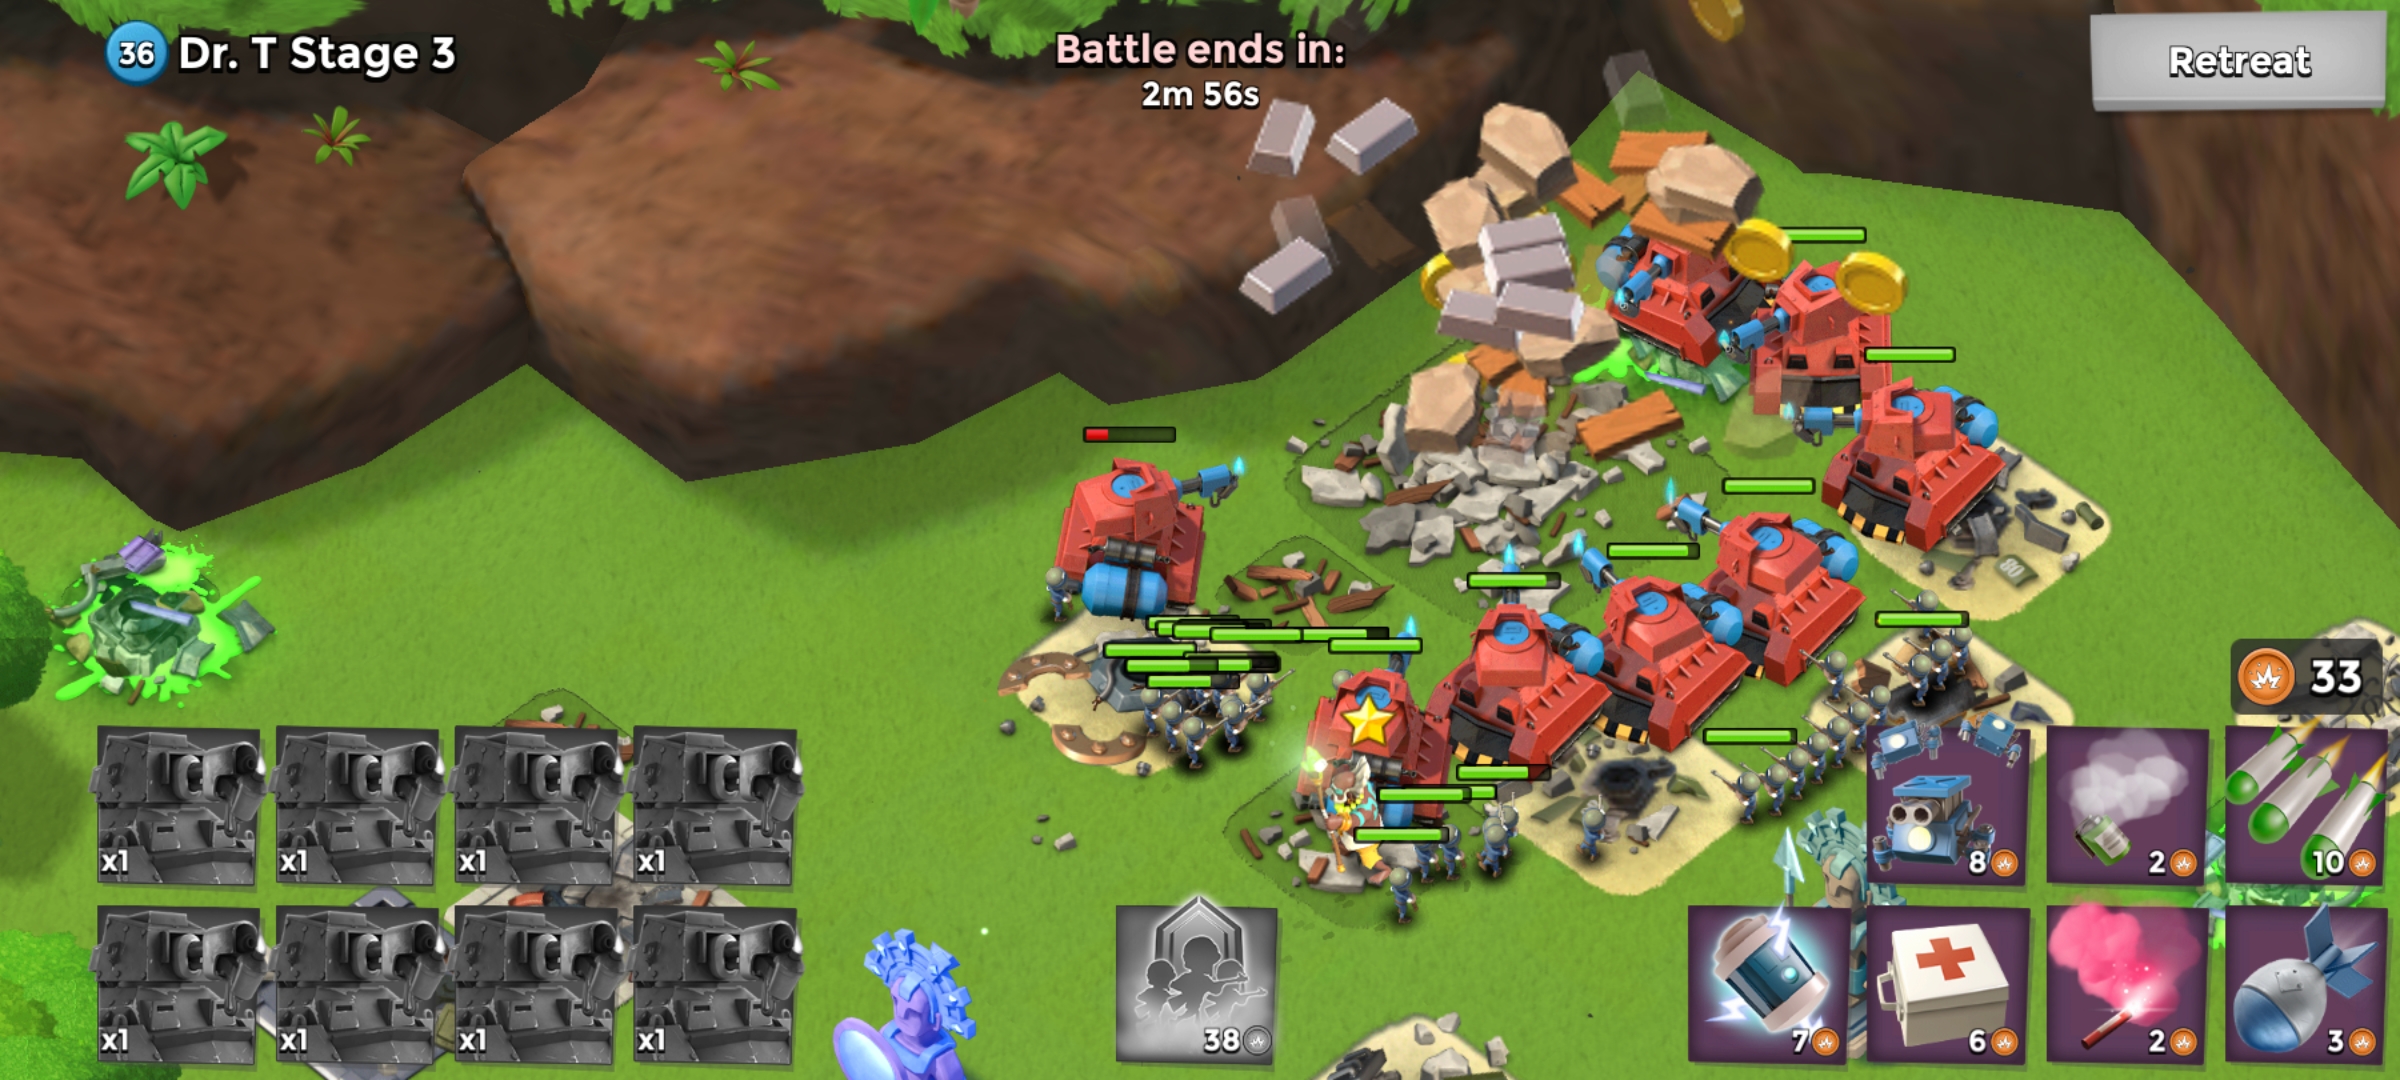 36 Dr. T Stage 3
Battle ends in:
2m 56s
Retreat
33
x1 x1 x1 x1
8 2 10
x1 x1 x1 x1
38
7 6 2 3